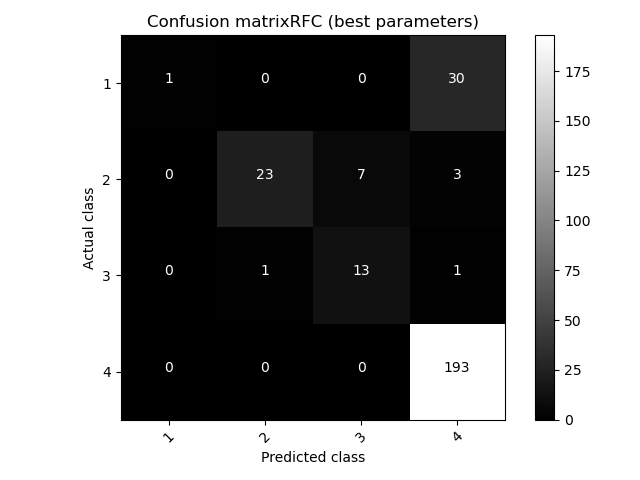 Confusion matrixRFC (best parameters)
Actual class
1 1 0 0 30
2 0 23 7 3
3 0 1 13 1
4 0 0 0 193
1 2 3 4
Predicted class
175
150
125
100
75
50
25
0